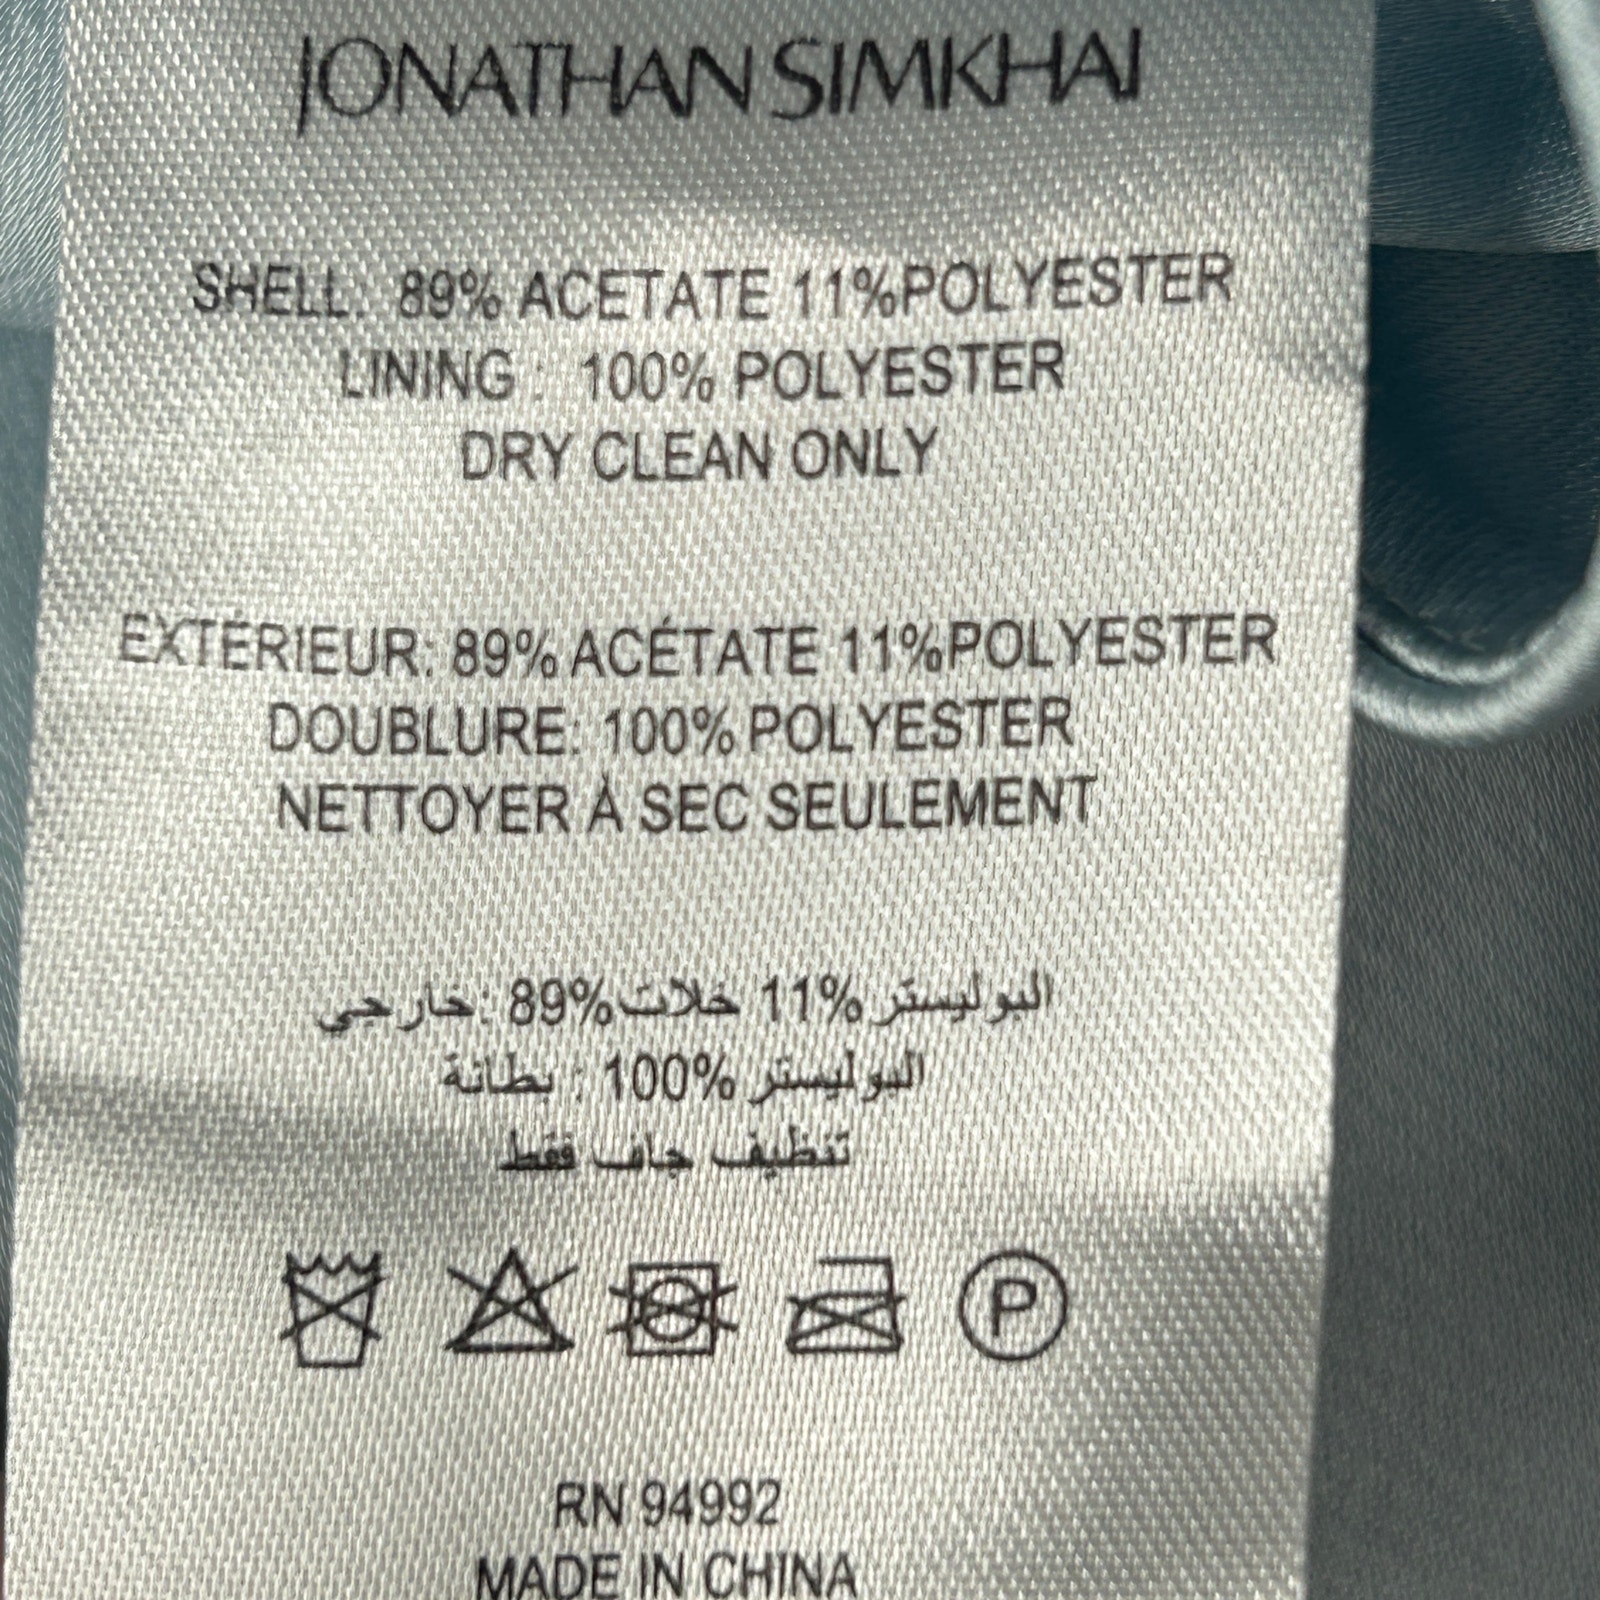 JONATHAN SIMKHAI
SHELL: 89% ACETATE 11%POLYESTER
LINING : 100% POLYESTER
DRY CLEAN ONLY
EXTÉRIEUR: 89% ACÉTATE 11%POLYESTER
DOUBLURE: 100% POLYESTER
NETTOYER À SEC SEULEMENT
خارجي: 89% خلات 11% البوليستر
بطانة : 100% البوليستر
تنظيف جاف فقط
P
RN 94992
MADE IN CHINA